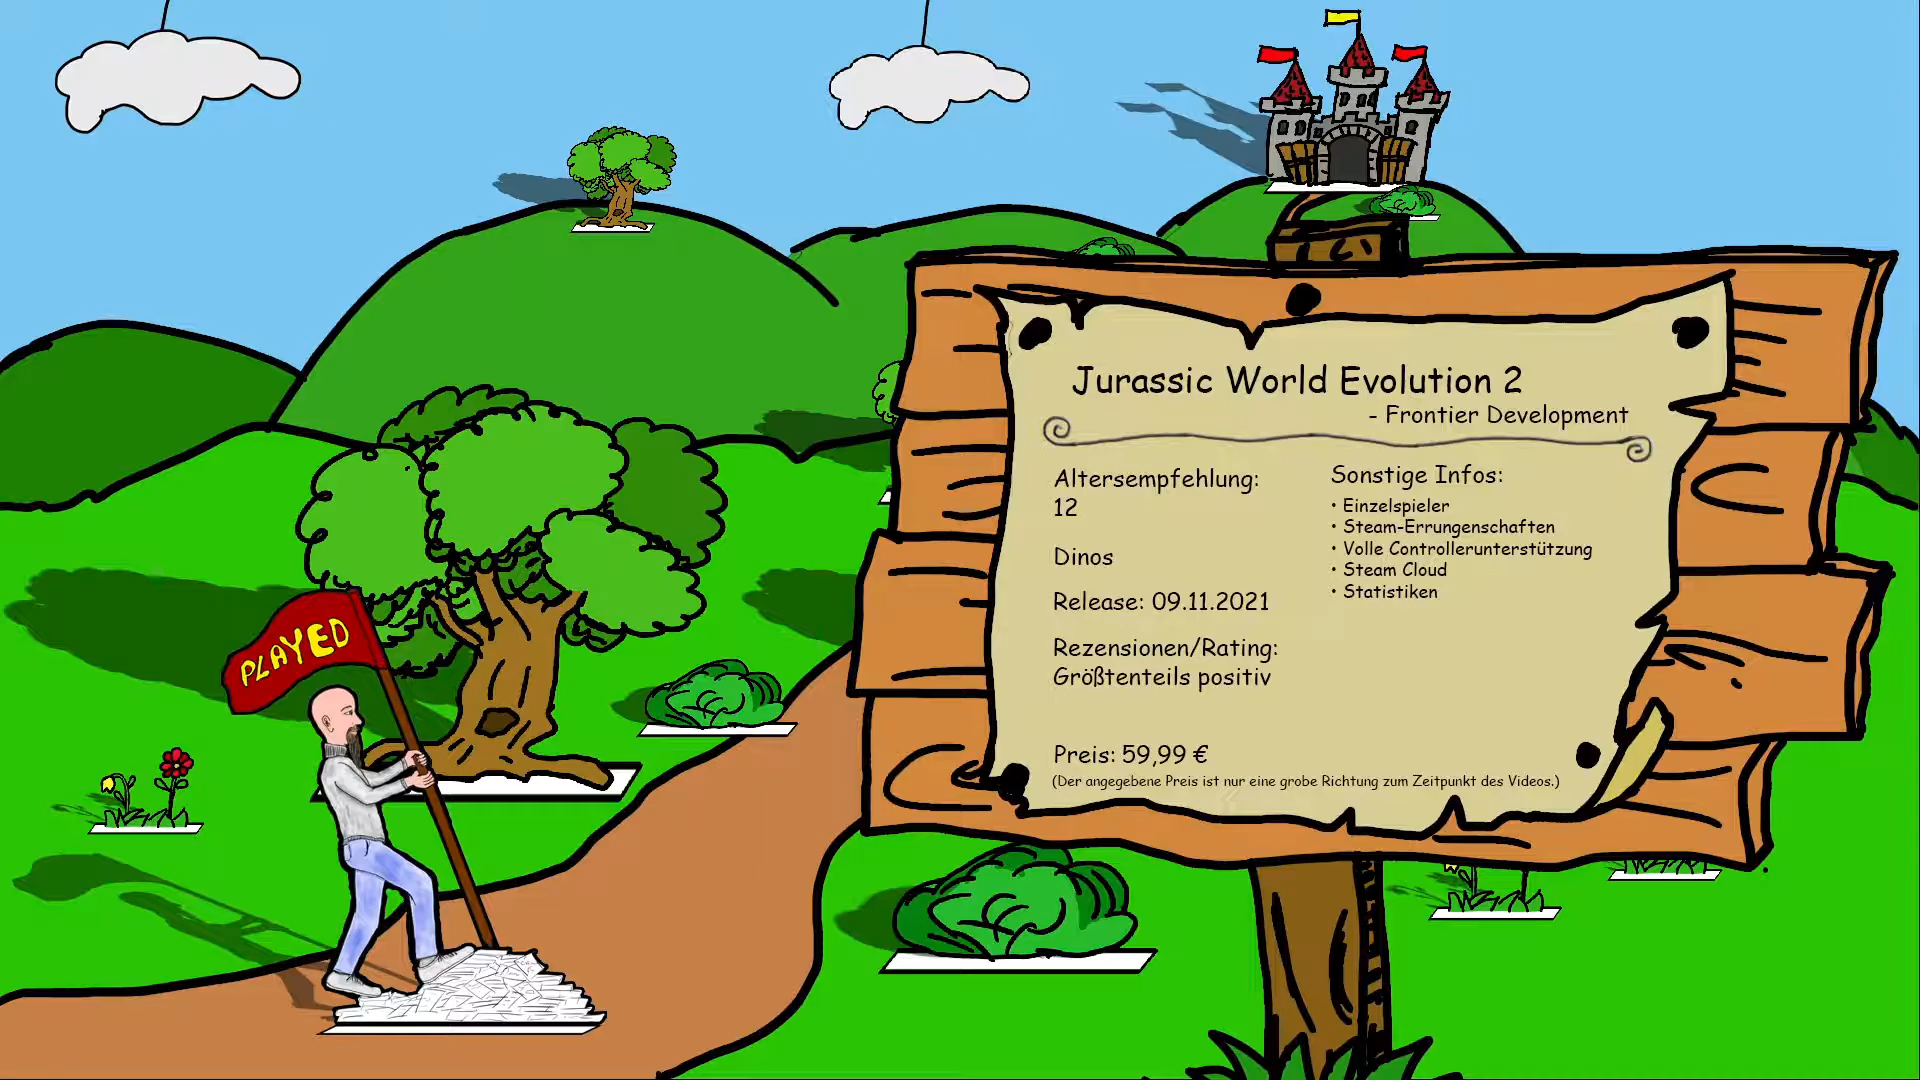 PLAYED
Jurassic World Evolution 2
- Frontier Development
Altersempfehlung:
12
Dinos
Release: 09.11.2021
Rezensionen/Rating:
Größtenteils positiv
Preis: 59,99 €
(Der angegebene Preis ist nur eine grobe Richtung zum Zeitpunkt des Videos.)
Sonstige Infos:
• Einzelspieler
• Steam-Errungenschaften
• Volle Controllerunterstützung
• Steam Cloud
• Statistiken